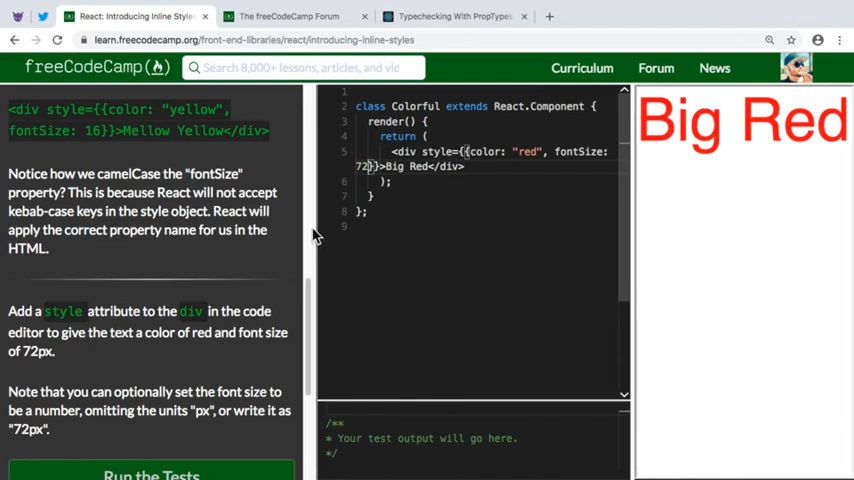 React: Introducing Inline Style
The freeCodeCamp Forum
Typechecking With PropTypes
learn.freecodecamp.org/front-end-libraries/react/introducing-inline-styles
freeCodeCamp
Search 8,000+ lessons, articles, and vid
Curriculum
Forum
News
<div style={{color: "yellow",
fontSize: 16}}>Mellow Yellow</div>
Notice how we camelCase the "fontSize"
property? This is because React will not accept
kebab-case keys in the style object. React will
apply the correct property name for us in the
HTML.
Add a style attribute to the div in the code
editor to give the text a color of red and font size
of 72px.
Note that you can optionally set the font size to
be a number, omitting the units "px", or write it as
"72px".
Run the Tests
1
2 class Colorful extends React.Component {
3 render() {
4 return (
5 <div style={{color: "red", fontSize:
72}}>Big Red</div>
6 );
7 }
8 };
9
/**
* Your test output will go here.
*/
Big Red